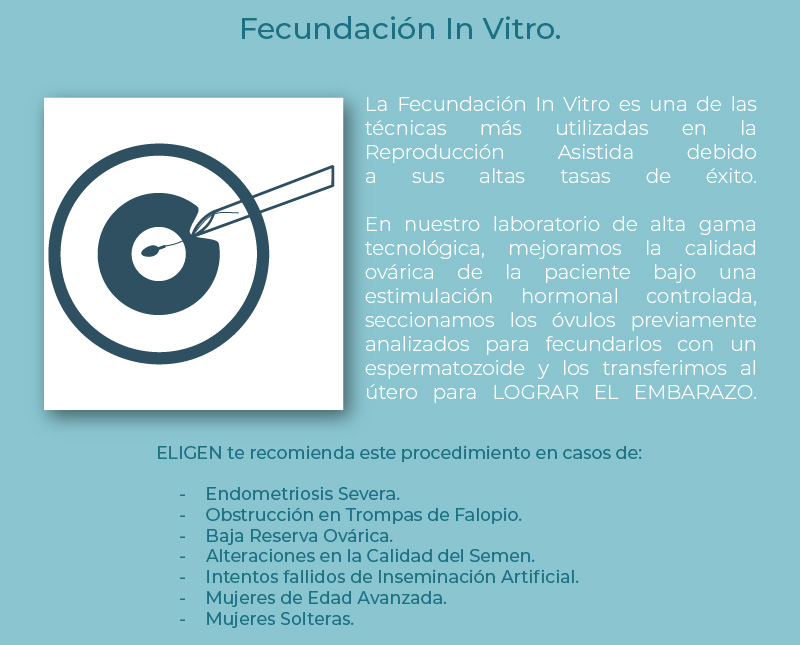 Fecundación In Vitro.
La Fecundación In Vitro es una de las
técnicas más utilizadas en la
Reproducción Asistida debido
a sus altas tasas de éxito.
En nuestro laboratorio de alta gama
tecnológica, mejoramos la calidad
ovárica de la paciente bajo una
estimulación hormonal controlada,
seccionamos los óvulos previamente
analizados para fecundarlos con un
espermatozoide y los transferimos al
útero para LOGRAR EL EMBARAZO.
ELIGEN te recomienda este procedimiento en casos de:
- Endometriosis Severa.
- Obstrucción en Trompas de Falopio.
- Baja Reserva Ovárica.
- Alteraciones en la Calidad del Semen.
- Intentos fallidos de Inseminación Artificial.
- Mujeres de Edad Avanzada.
- Mujeres Solteras.